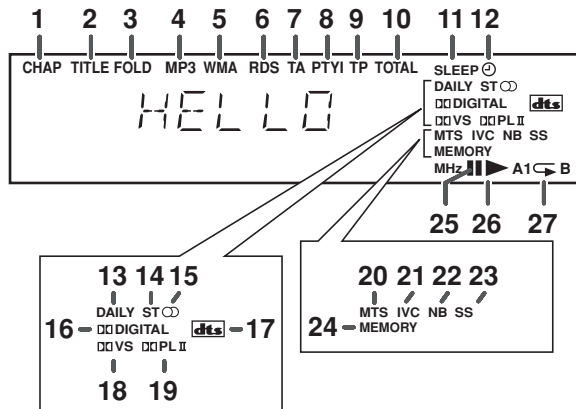 1 2 3 4 5 6 7 8 9 10 11 12
CHAP TITLE FOLD MP3 WMA RDS TA PTYI TP TOTAL SLEEP
DAILY ST
DIGITAL dts
VS PL II
HELLO
MTS IVC NB SS
MEMORY
MHz A1 B
25 26 27
13 14 15
DAILY ST
16 DIGITAL dts 17
VS PL II
18 19
20 21 22 23
MTS IVC NB SS
24 MEMORY